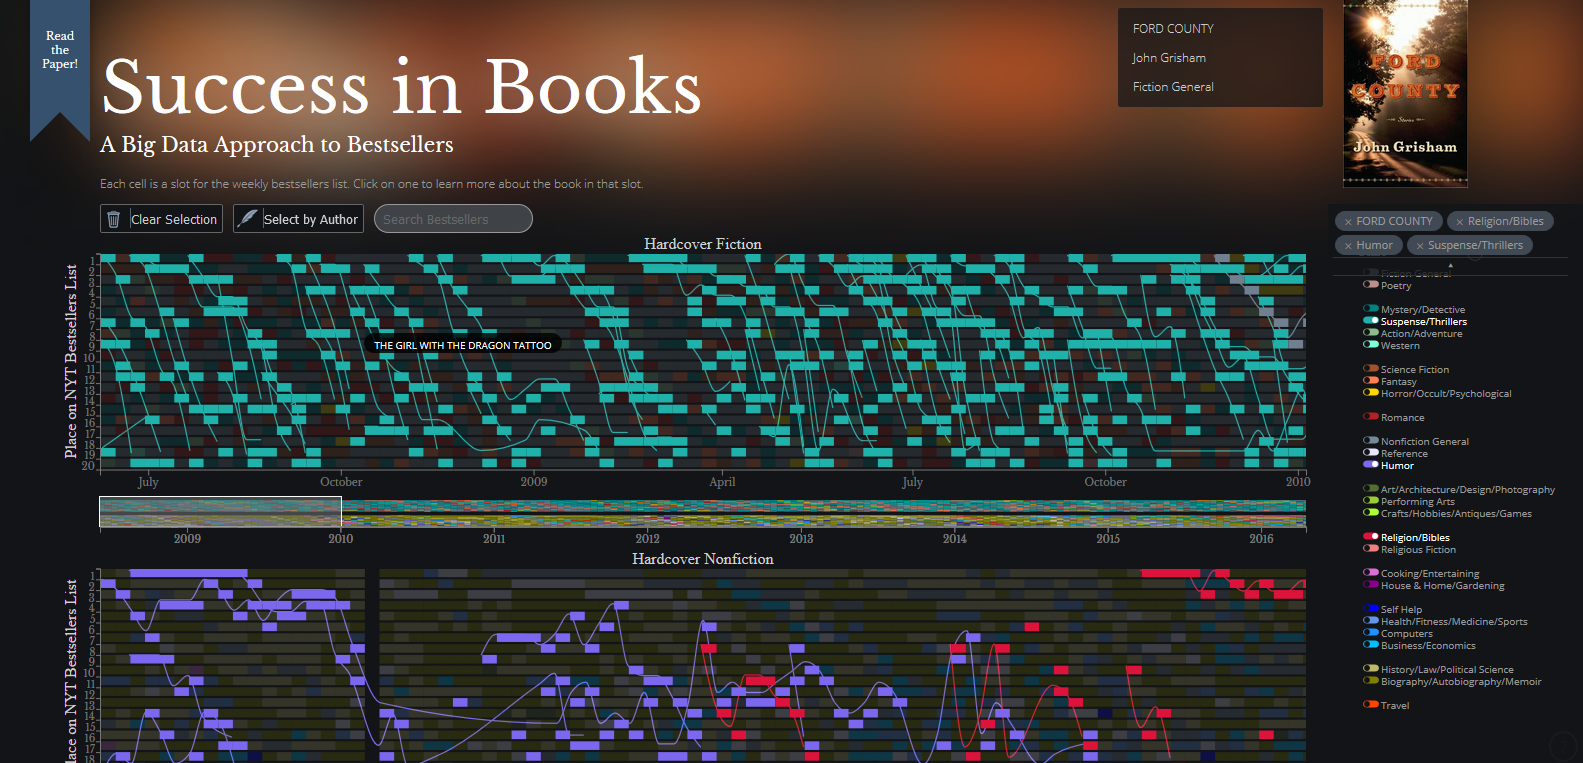 Read
the
Paper!
Success in Books
A Big Data Approach to Bestsellers
Each cell is a slot for the weekly bestsellers list. Click on one to learn more about the book in that slot.
Clear Selection
Select by Author
Search Bestsellers
FORD COUNTY
John Grisham
Fiction General
FORD
COUNTY
Stories
John Grisham
× FORD COUNTY
× Religion/Bibles
× Humor
× Suspense/Thrillers
Hardcover Fiction
Place on NYT Bestsellers List
1
2
3
4
5
6
7
8
9
10
11
12
13
14
15
16
17
18
19
20
THE GIRL WITH THE DRAGON TATTOO
July
October
2009
April
July
October
2010
2009
2010
2011
2012
2013
2014
2015
2016
Hardcover Nonfiction
Place on NYT Bestsellers List
1
2
3
4
5
6
7
8
9
10
11
12
13
14
15
16
17
18
Fiction General
Poetry
Mystery/Detective
Suspense/Thrillers
Action/Adventure
Western
Science Fiction
Fantasy
Horror/Occult/Psychological
Romance
Nonfiction General
Reference
Humor
Art/Architecture/Design/Photography
Performing Arts
Crafts/Hobbies/Antiques/Games
Religion/Bibles
Religious Fiction
Cooking/Entertaining
House & Home/Gardening
Self Help
Health/Fitness/Medicine/Sports
Computers
Business/Economics
History/Law/Political Science
Biography/Autobiography/Memoir
Travel